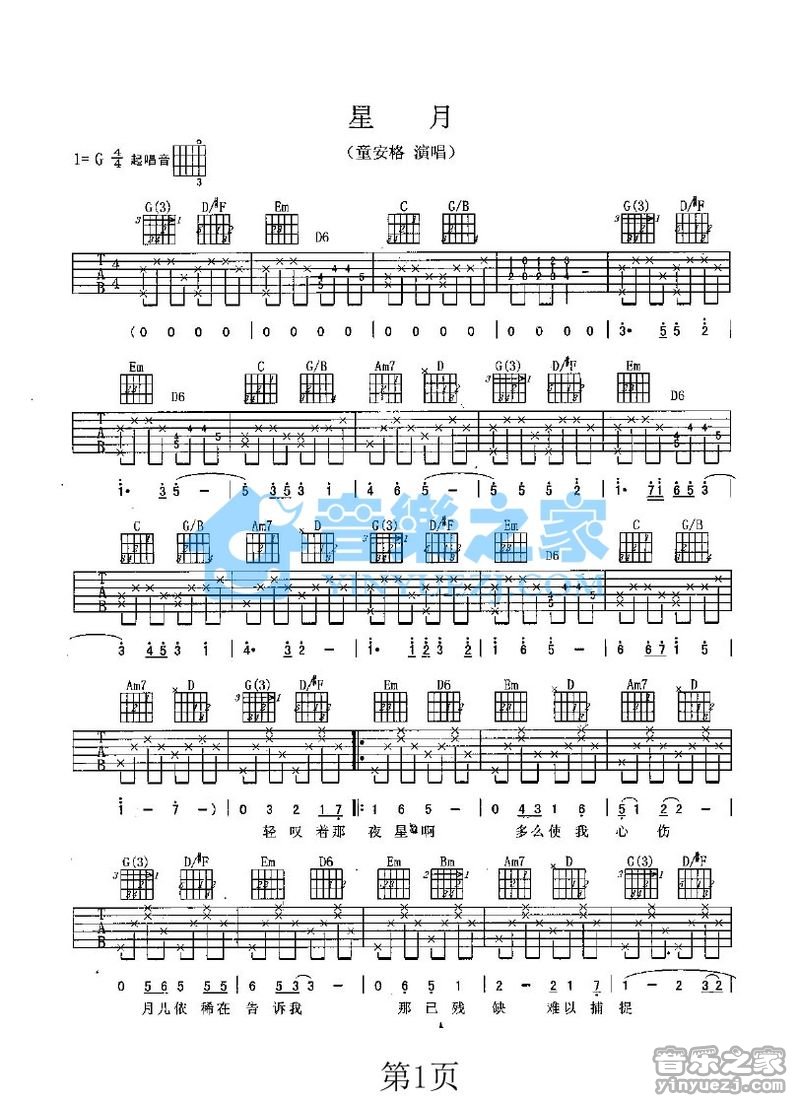 星 月
（童安格 演唱）
1= G 4/4 起唱音
3
G(3) D/#F Em D6 C G/B G(3) D/#F
T A B 4 4
(0 0 0 0 0 0 0 0 0 0 0 0 0 0 0 0 3· 5 5 2
Em D6 C G/B Am7 D G(3) D/#F Em D6
T A B
1· 3 5 - 5 3 5 3 1 4 6 5 - 5 5 5 2 1· 7 1 6 5 3
音樂之家
YINYUEZJ.COM
C G/B Am7 D G(3) D/#F Em D6 C G/B
T A B
3 4 5 3 1 4· 3 2 - 1· 1 2 3 2 1 2 6 5 - 6 6 7 1 5
Am7 D G(3) D/#F Em D6 Em D Am7 D
T A B
1 - 7 -) 0 3 2 1 7 1 6 5 - 0 4 3 1 6 5 1 2 2 -
轻叹着那 夜星啊 多么使我 心伤
G(3) D/#F Em D6 Em Bm Am7 D G(3) D/#F
T A B
0 5 6 5 5 6 5 3 3 - 0 6 5 1 2 - 2 1 7 1 - 2 3 2
月儿依稀在告诉我 那已残缺 难以捕捉
第1页
音乐之家
yinyuezj.com